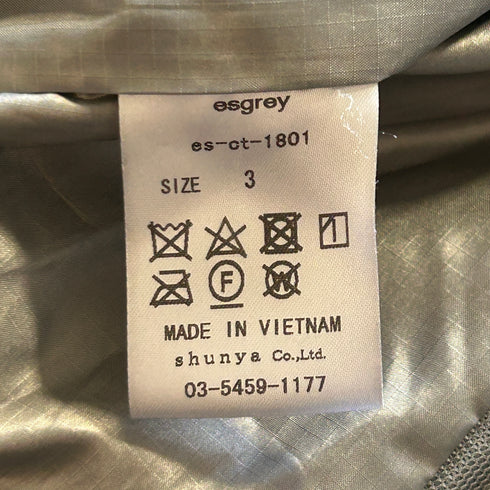 esgrey
es-ct-1801
SIZE 3
F W
MADE IN VIETNAM
shunya Co.,Ltd.
03-5459-1177